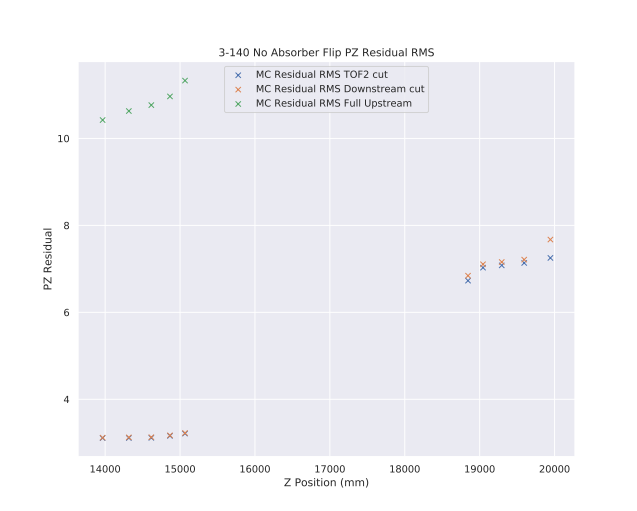 3-140 No Absorber Flip PZ Residual RMS
MC Residual RMS TOF2 cut
MC Residual RMS Downstream cut
MC Residual RMS Full Upstream
PZ Residual
10
8
6
4
14000 15000 16000 17000 18000 19000 20000
Z Position (mm)